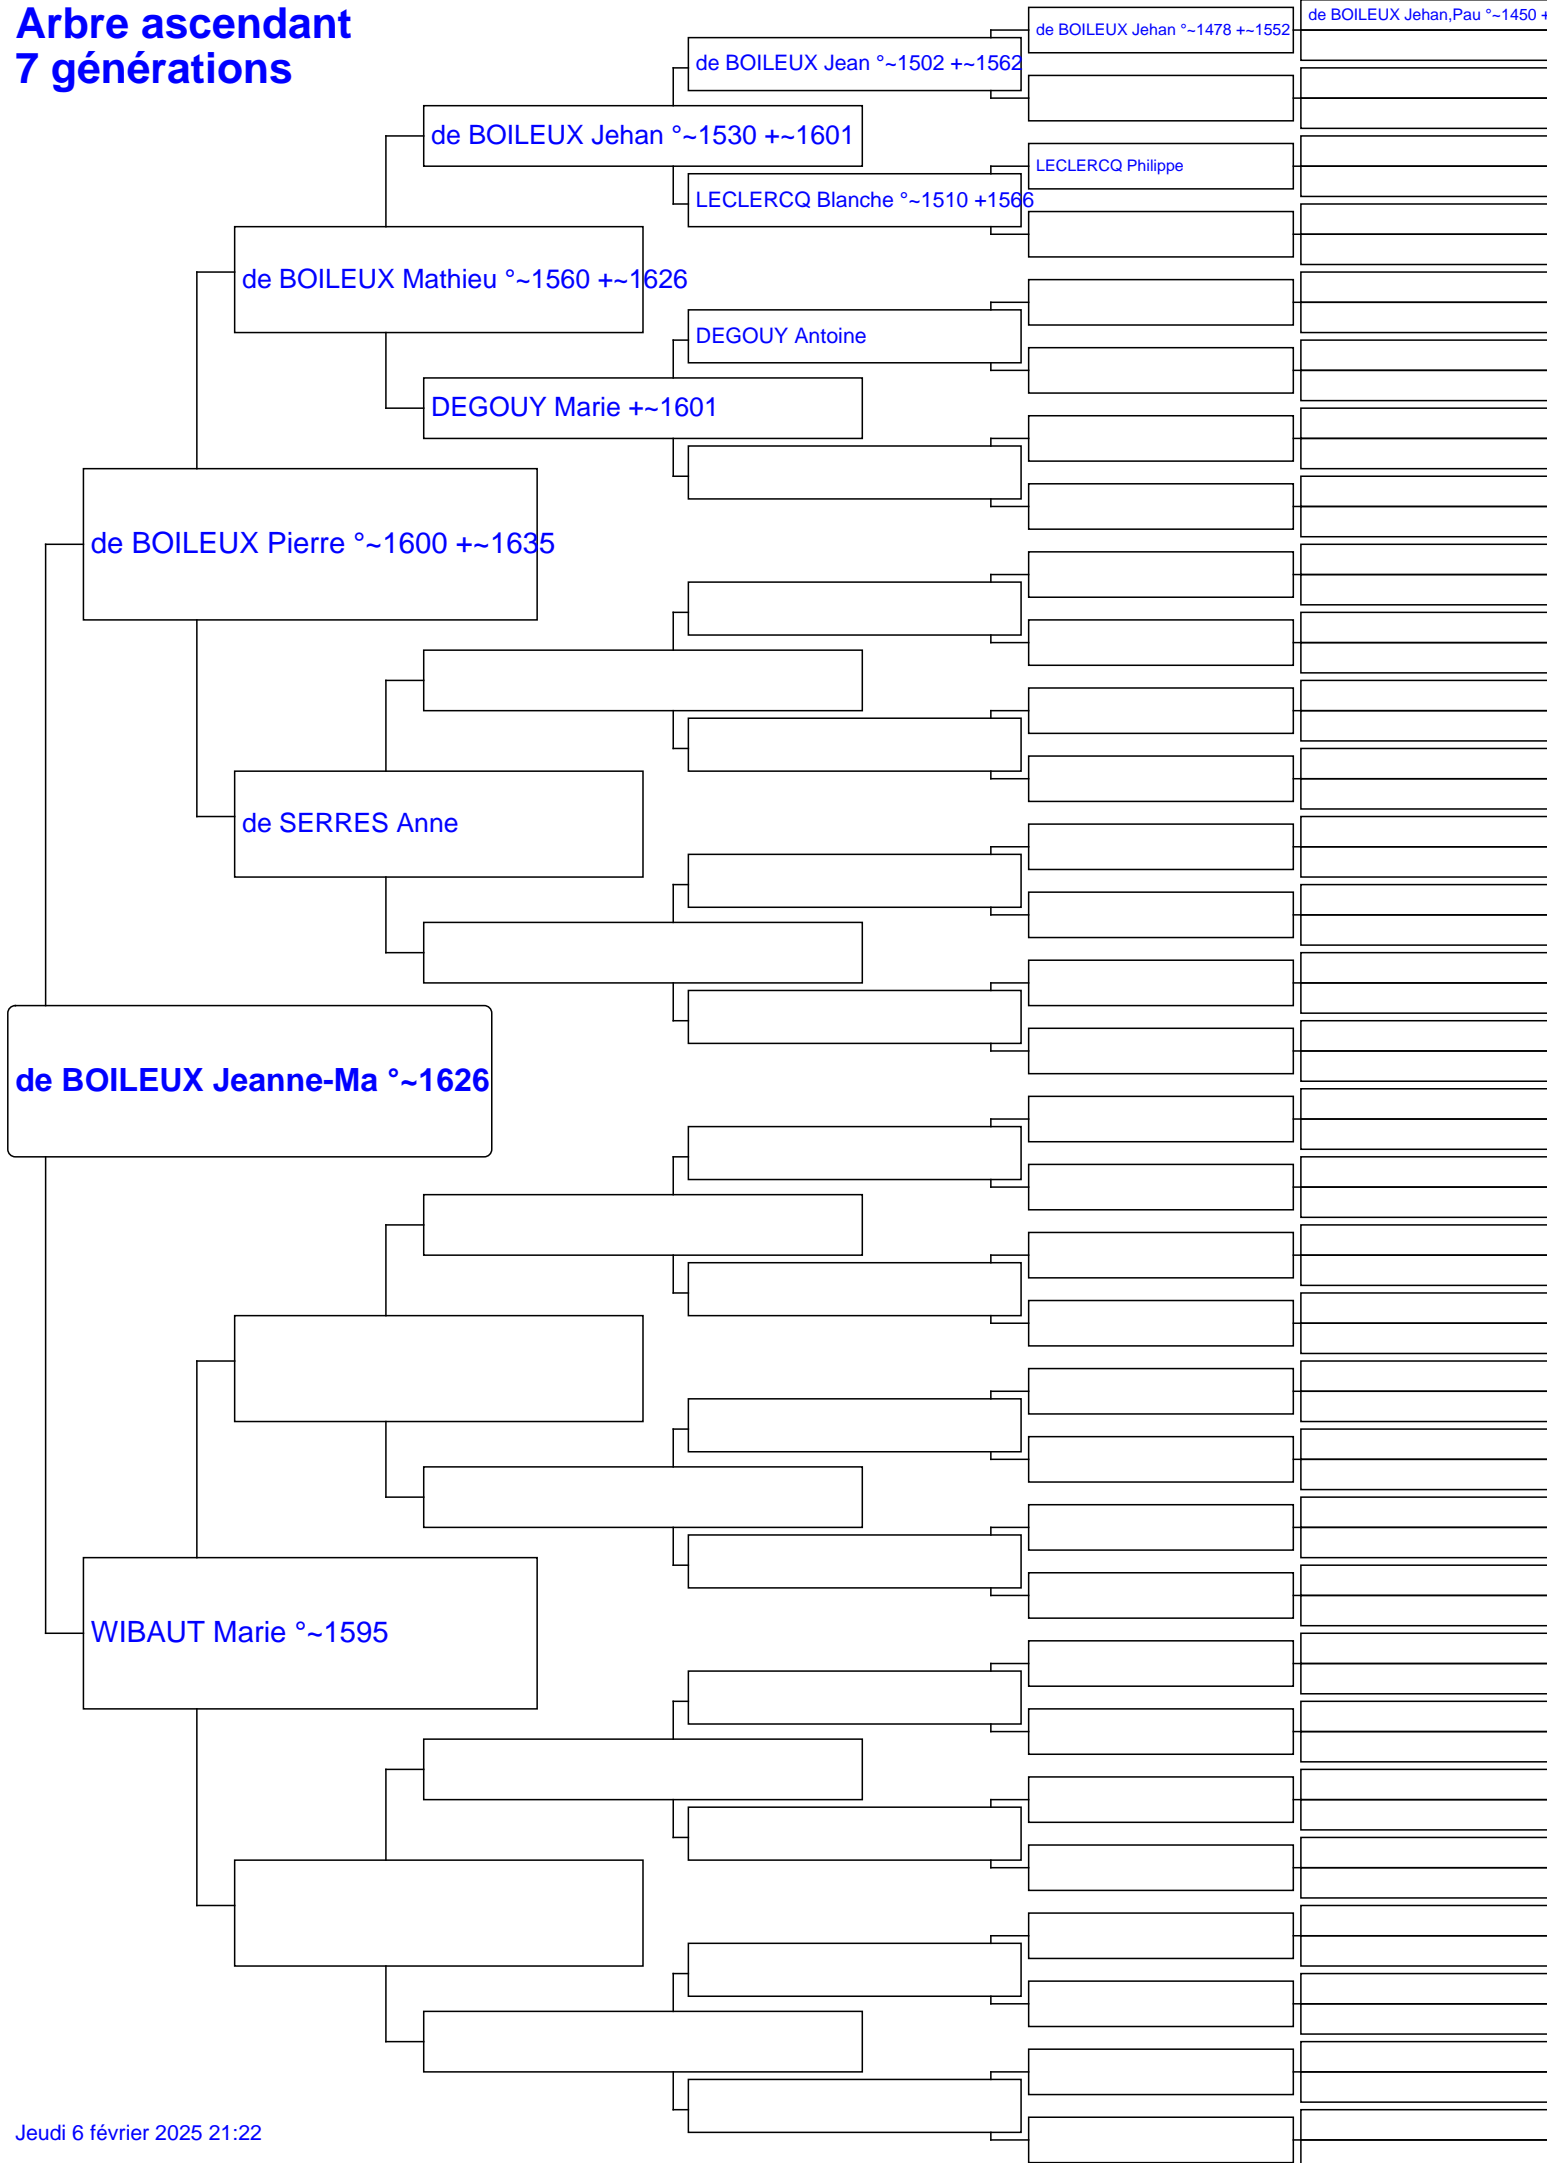 Arbre ascendant
7 générations
de BOILEUX Jehan,Pau °~1450 +
de BOILEUX Jehan °~1478 +~1552
de BOILEUX Jean °~1502 +~1562
de BOILEUX Jehan °~1530 +~1601
LECLERCQ Philippe
LECLERCQ Blanche °~1510 +1566
de BOILEUX Mathieu °~1560 +~1626
DEGOUY Antoine
DEGOUY Marie +~1601
de BOILEUX Pierre °~1600 +~1635
de SERRES Anne
de BOILEUX Jeanne-Ma °~1626
WIBAUT Marie °~1595
Jeudi 6 février 2025 21:22